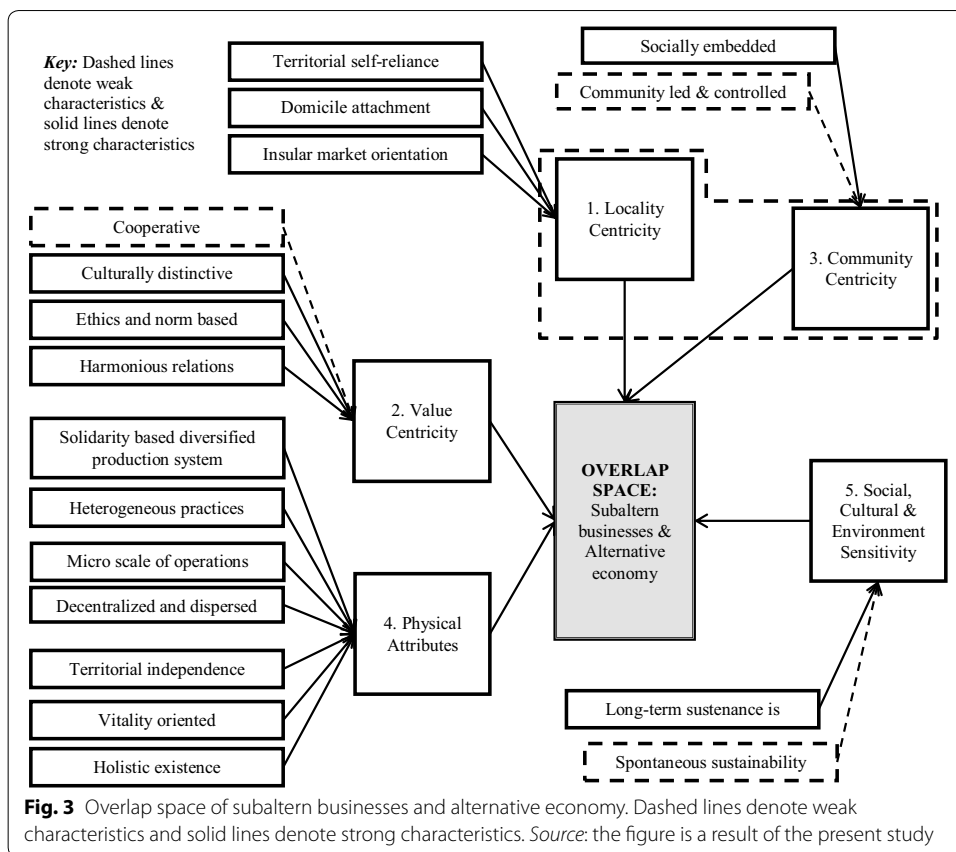 Key: Dashed lines
denote weak
characteristics &
solid lines denote
strong characteristics
Territorial self-reliance
Domicile attachment
Insular market orientation
Socially embedded
Community led & controlled
1. Locality
Centricity
3. Community
Centricity
Cooperative
Culturally distinctive
Ethics and norm based
Harmonious relations
2. Value
Centricity
Solidarity based diversified
production system
Heterogeneous practices
Micro scale of operations
Decentralized and dispersed
Territorial independence
Vitality oriented
Holistic existence
4. Physical
Attributes
OVERLAP
SPACE:
Subaltern
businesses &
Alternative
economy
5. Social,
Cultural &
Environment
Sensitivity
Long-term sustenance is
Spontaneous sustainability
Fig. 3 Overlap space of subaltern businesses and alternative economy. Dashed lines denote weak
characteristics and solid lines denote strong characteristics. Source: the figure is a result of the present study